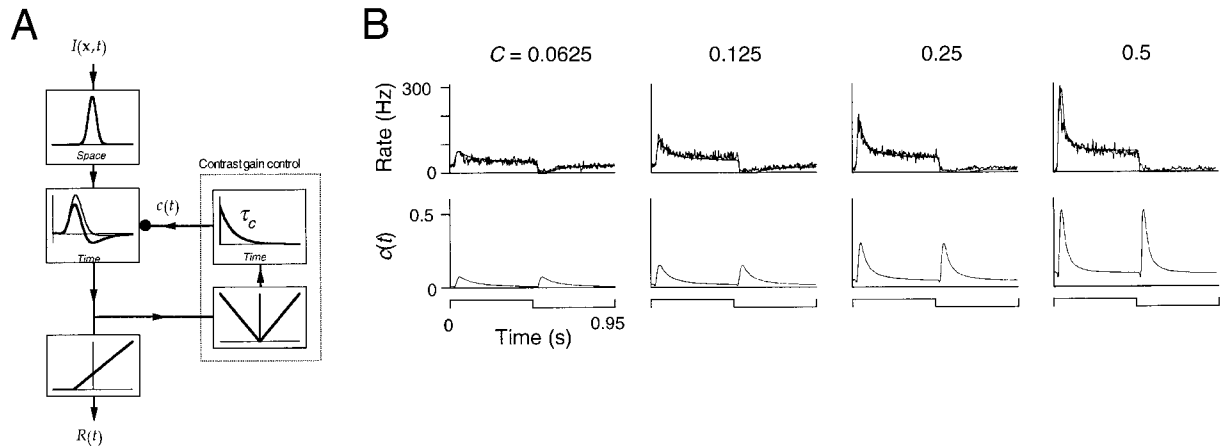 A
I(x,t)
Space
Contrast gain control
c(t)
τc
Time
Time
R(t)
B
C = 0.0625
0.125
0.25
0.5
Rate (Hz)
300
0
c(t)
0.5
0
0
0.95
Time (s)